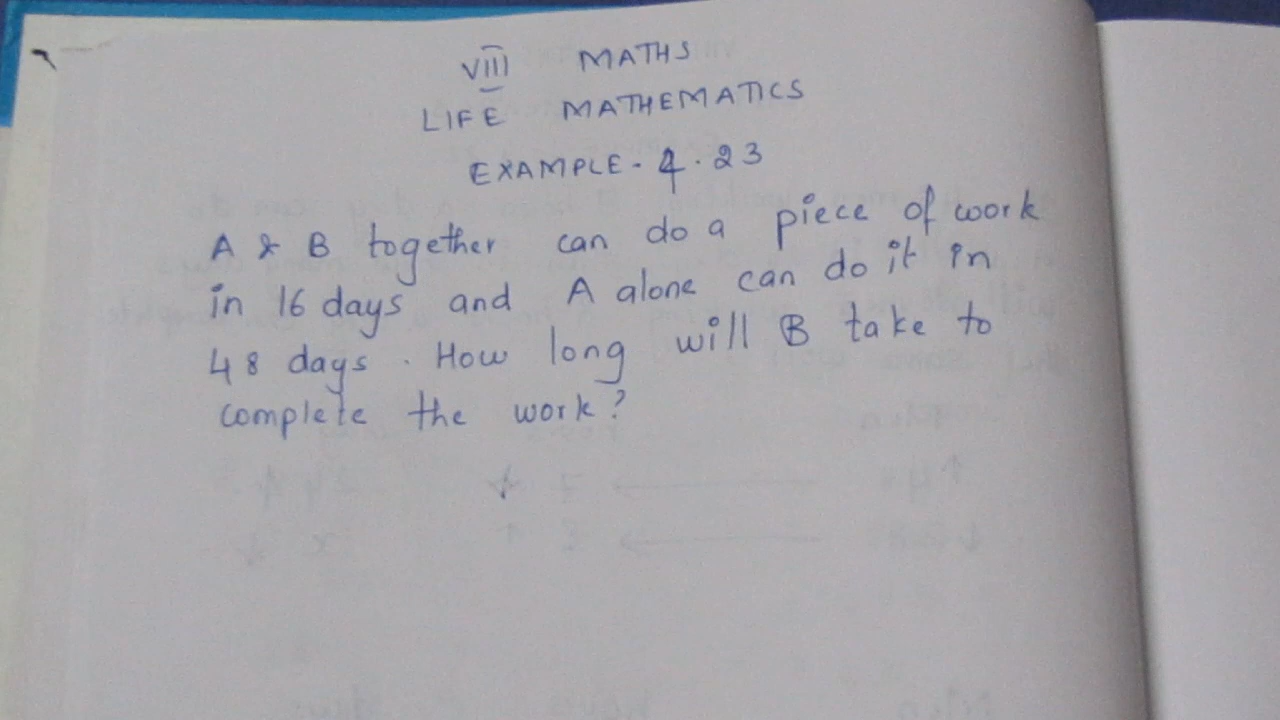 VIII MATHS
LIFE MATHEMATICS
EXAMPLE - 4.23
A & B together can do a piece of work
in 16 days and A alone can do it in
48 days. How long will B take to
complete the work?